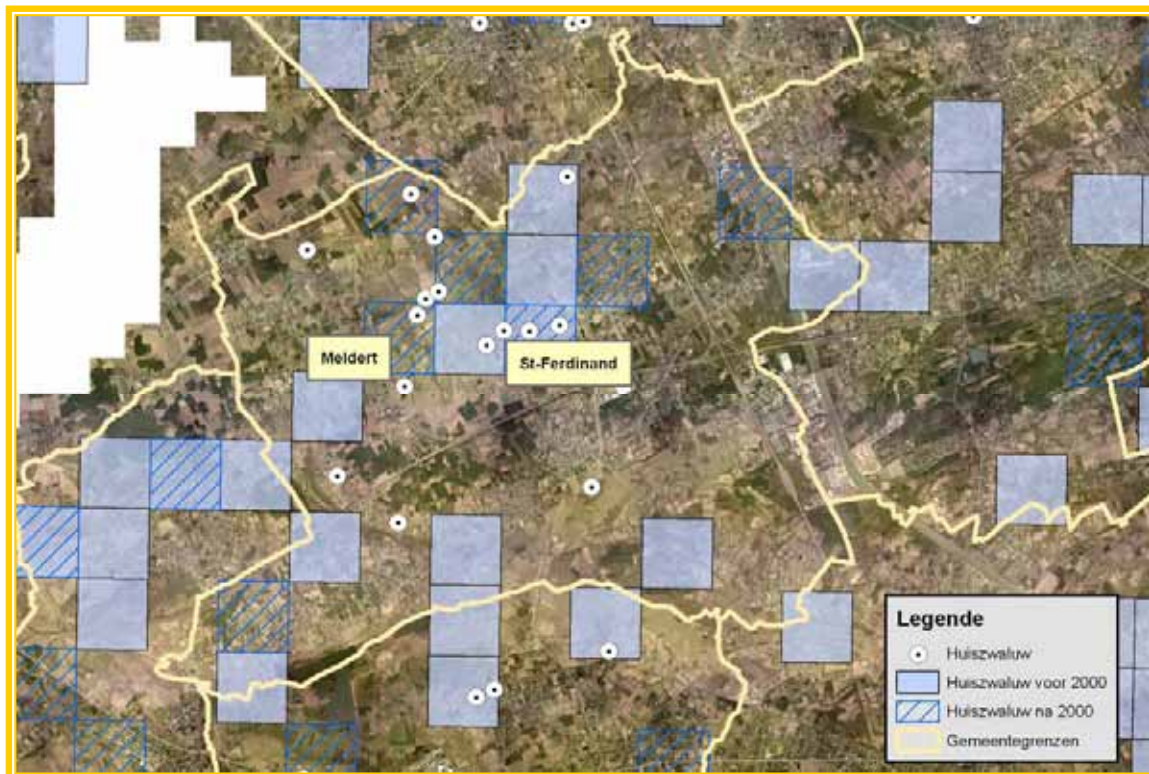 Meldert
St-Ferdinand
Legende
Huiszwaluw
Huiszwaluw voor 2000
Huiszwaluw na 2000
Gemeentegrenzen